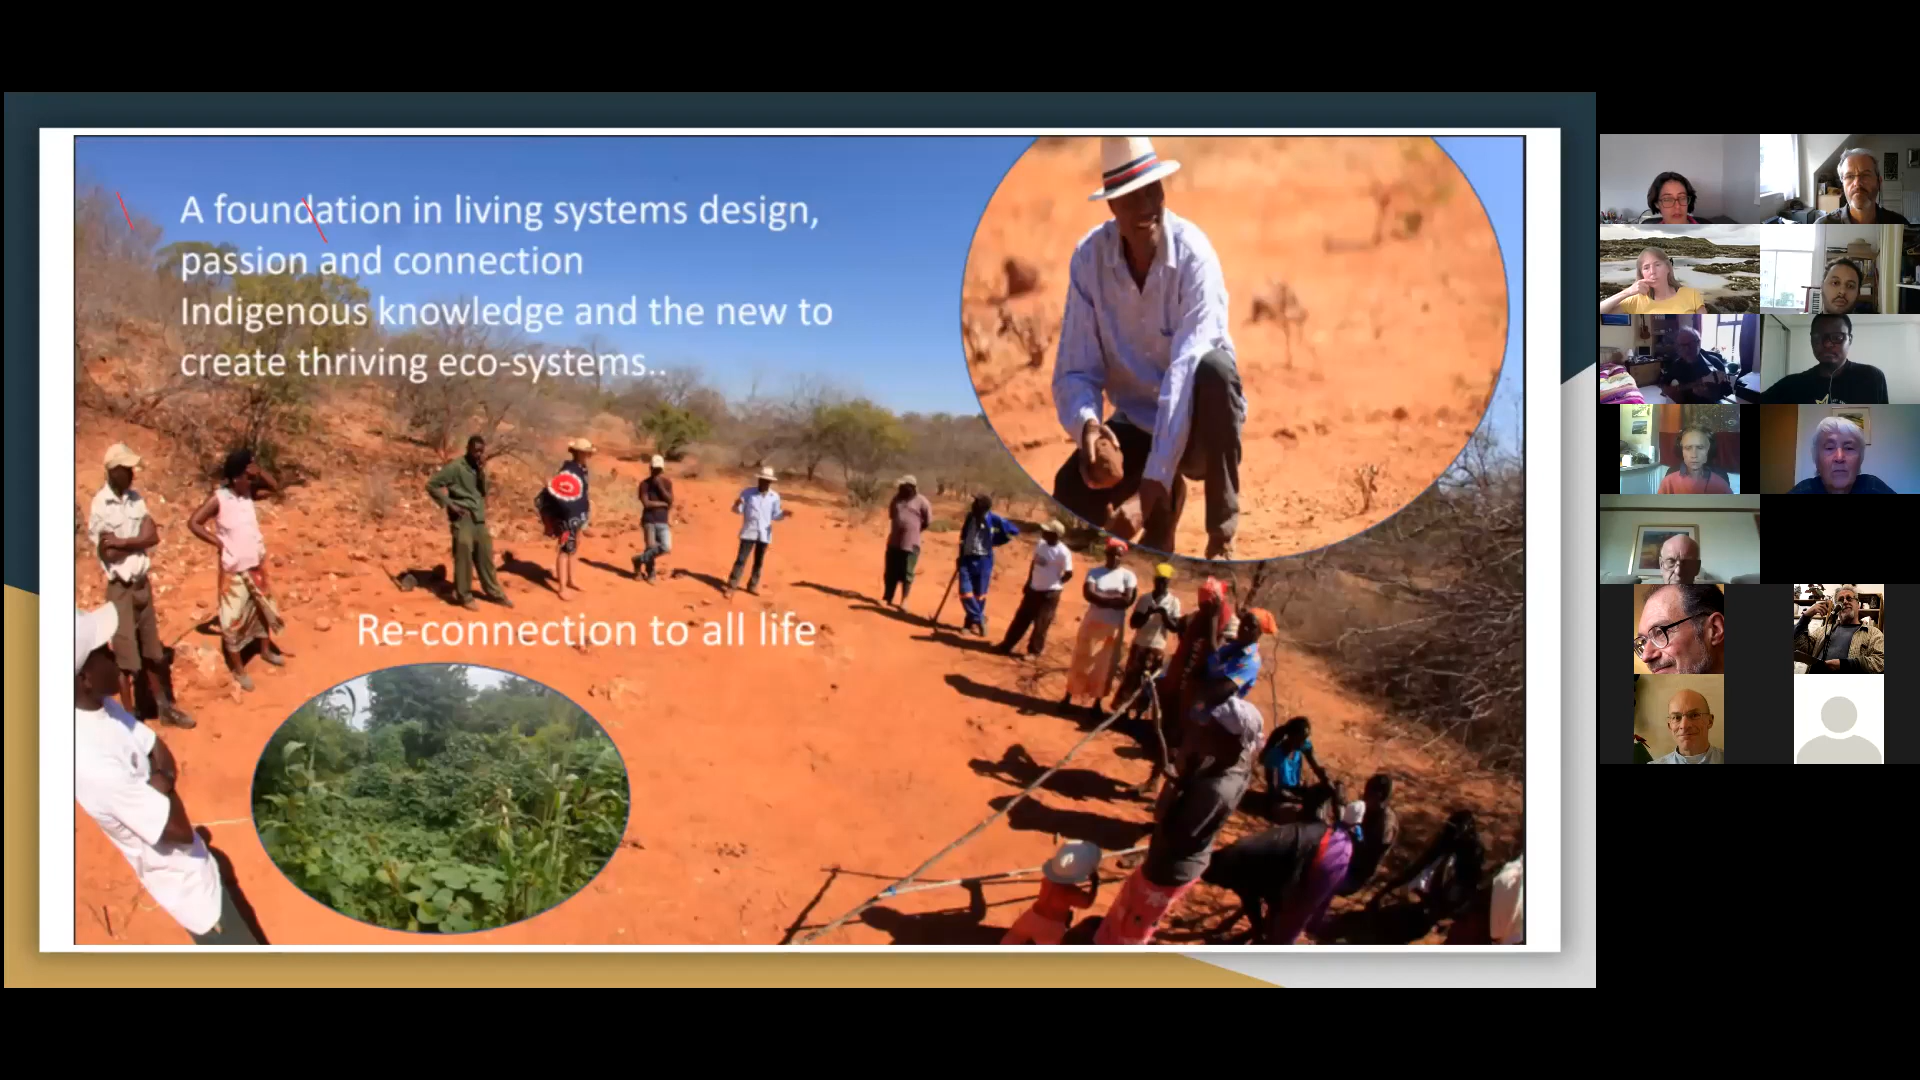 A foundation in living systems design,
passion and connection
Indigenous knowledge and the new to
create thriving eco-systems..
Re-connection to all life